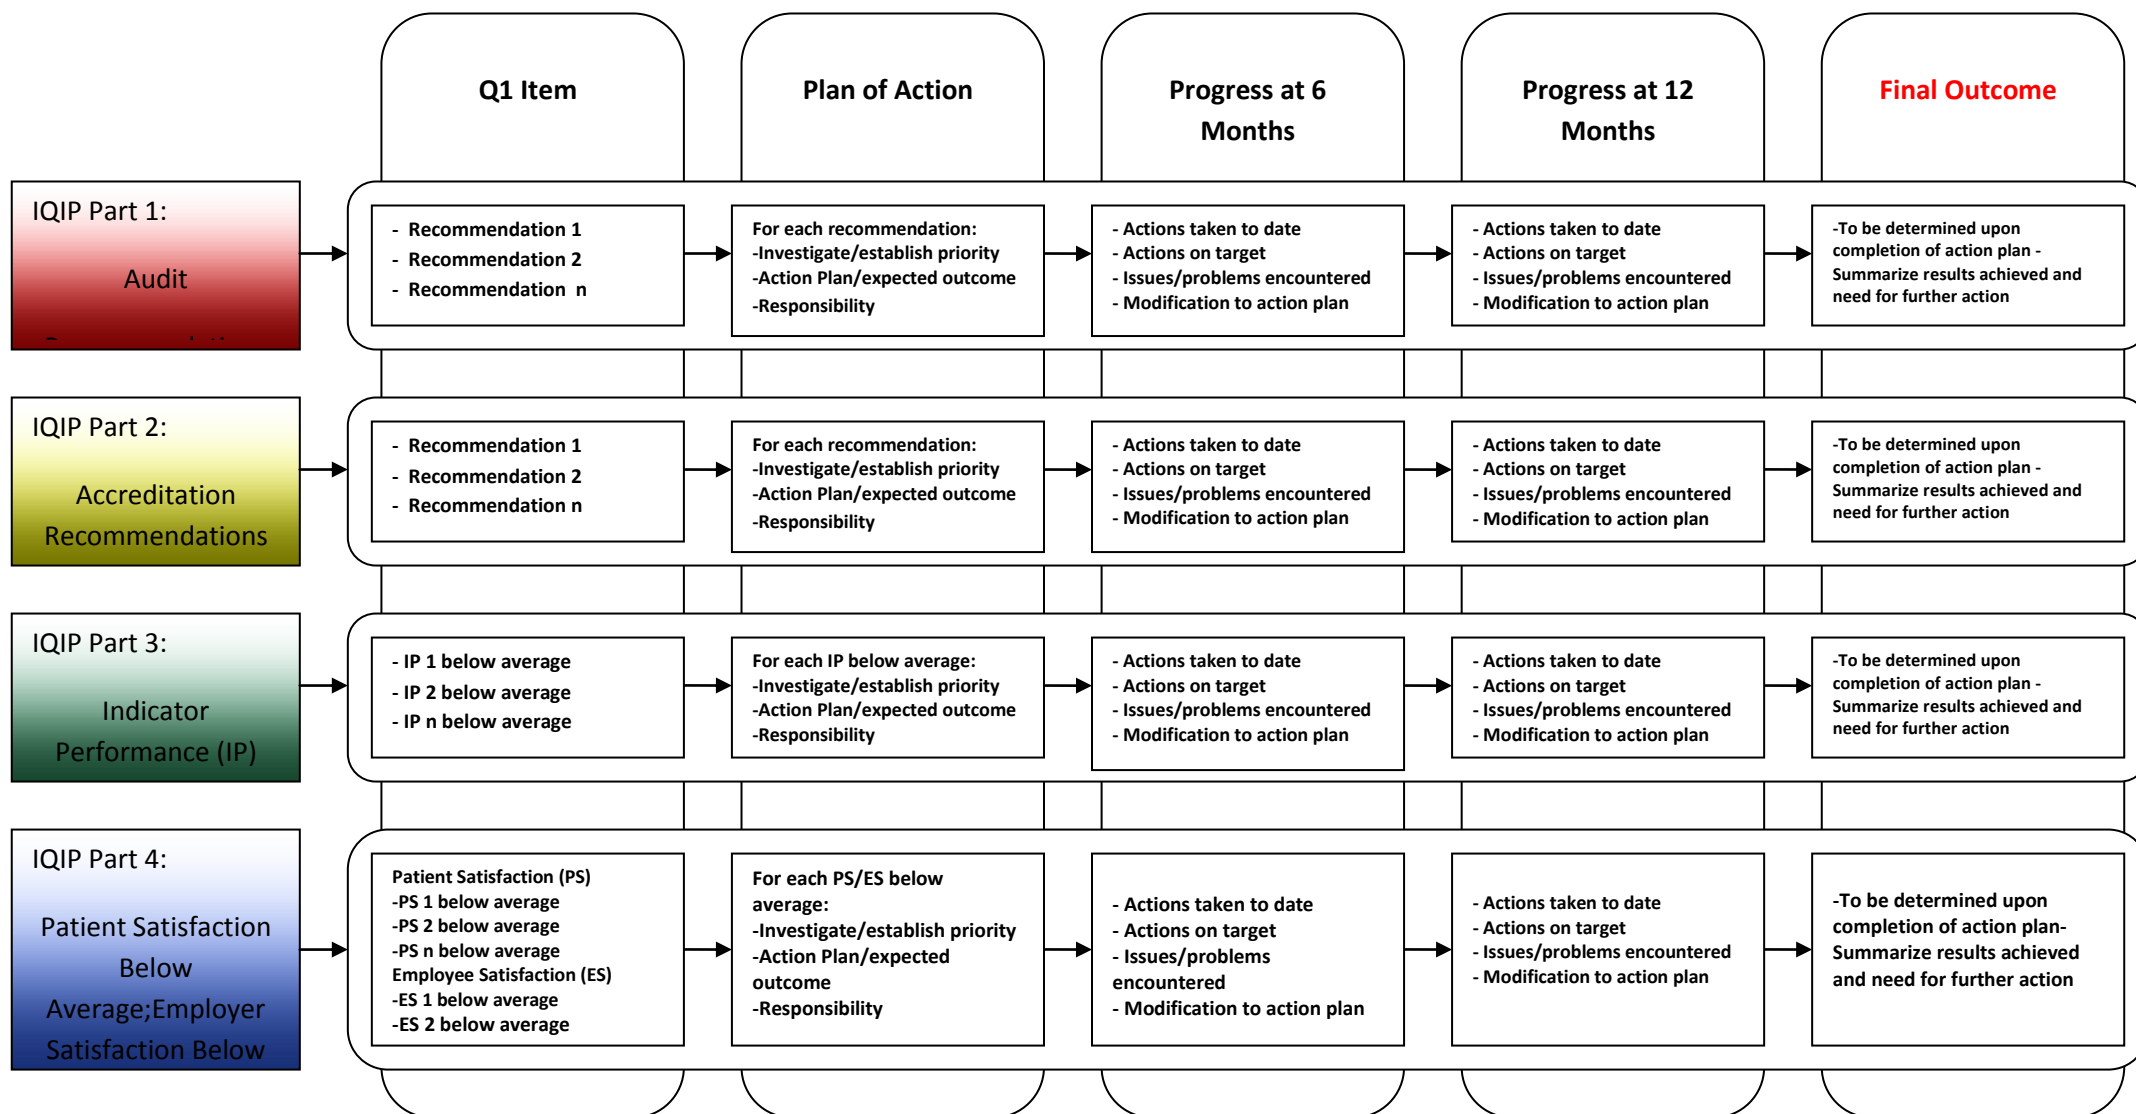 Q1 Item
Plan of Action
Progress at 6
Months
Progress at 12
Months
Final Outcome
IQIP Part 1:
Audit
- Recommendation 1
- Recommendation 2
- Recommendation  n
For each recommendation:
-Investigate/establish priority
-Action Plan/expected outcome
-Responsibility
- Actions taken to date
- Actions on target
- Issues/problems encountered
- Modification to action plan
- Actions taken to date
- Actions on target
- Issues/problems encountered
- Modification to action plan
-To be determined upon
completion of action plan -
Summarize results achieved and
need for further action
IQIP Part 2:
Accreditation
Recommendations
- Recommendation 1
- Recommendation 2
- Recommendation n
For each recommendation:
-Investigate/establish priority
-Action Plan/expected outcome
-Responsibility
- Actions taken to date
- Actions on target
- Issues/problems encountered
- Modification to action plan
- Actions taken to date
- Actions on target
- Issues/problems encountered
- Modification to action plan
-To be determined upon
completion of action plan -
Summarize results achieved and
need for further action
IQIP Part 3:
Indicator
Performance (IP)
- IP 1 below average
- IP 2 below average
- IP n below average
For each IP below average:
-Investigate/establish priority
-Action Plan/expected outcome
-Responsibility
- Actions taken to date
- Actions on target
- Issues/problems encountered
- Modification to action plan
- Actions taken to date
- Actions on target
- Issues/problems encountered
- Modification to action plan
-To be determined upon
completion of action plan -
Summarize results achieved and
need for further action
IQIP Part 4:
Patient Satisfaction
Below
Average;Employer
Satisfaction Below
Patient Satisfaction (PS)
-PS 1 below average
-PS 2 below average
-PS n below average
Employee Satisfaction (ES)
-ES 1 below average
-ES 2 below average
For each PS/ES below
average:
-Investigate/establish priority
-Action Plan/expected
outcome
-Responsibility
- Actions taken to date
- Actions on target
- Issues/problems
encountered
- Modification to action plan
- Actions taken to date
- Actions on target
- Issues/problems encountered
- Modification to action plan
-To be determined upon
completion of action plan-
Summarize results achieved
and need for further action